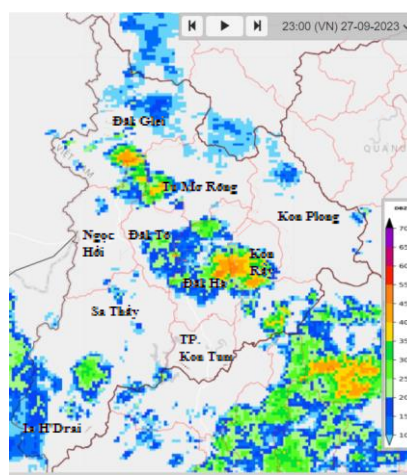 23:00 (VN) 27-09-2023
Đăk Glei
Tu Mơ Rông
QUẢNG
Kon Plong
Ngọc
Hồi
Đăk Tô
Kon
Rẫy
Đăk Hà
Sa Thầy
TP.
Kon Tum
Ia H'Drai
70
65
60
55
50
45
40
35
30
25
20
15
10